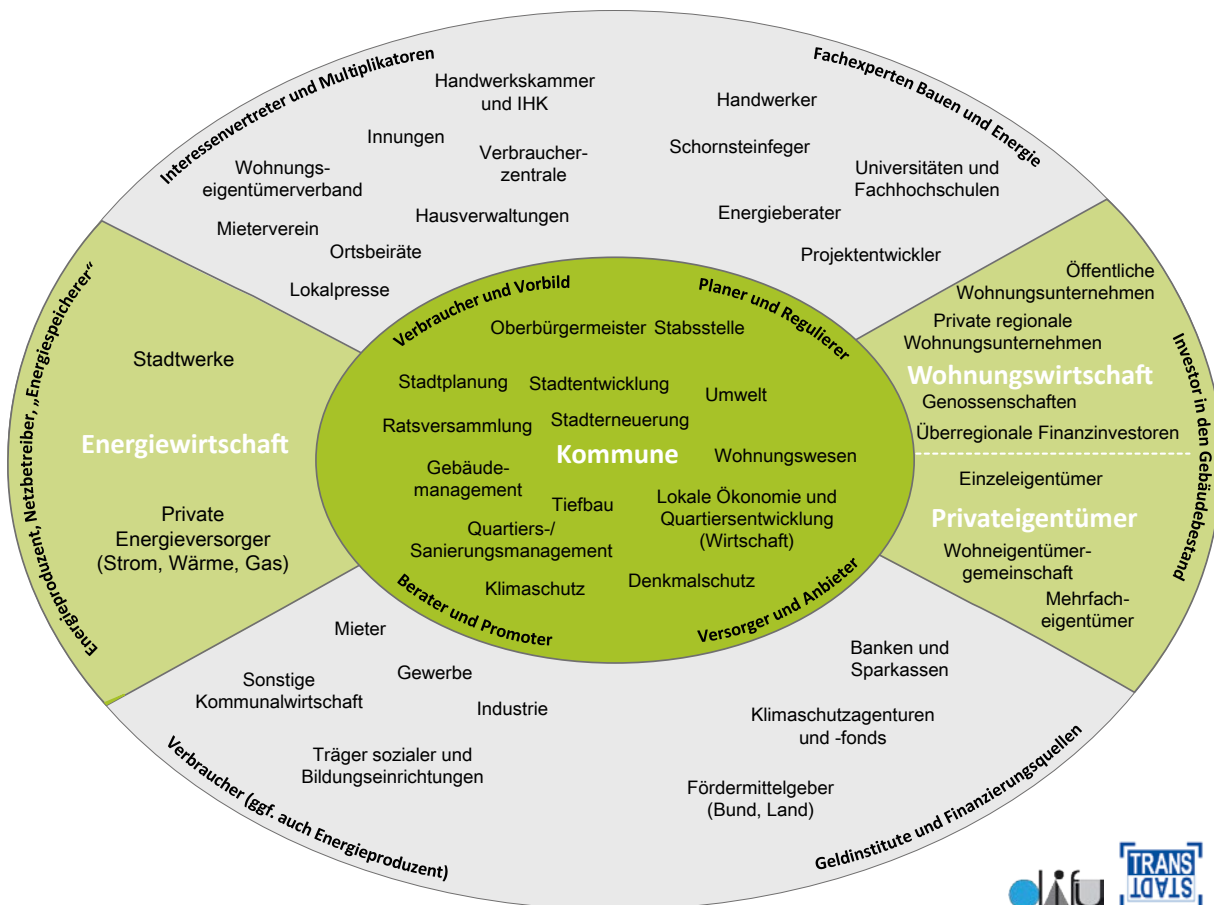 Interessenvertreter und Multiplikatoren
Handwerkskammer
und IHK
Innungen
Verbraucher-
zentrale
Wohnungs-
eigentümerverband
Hausverwaltungen
Mieterverein
Ortsbeiräte
Lokalpresse
Fachexperten Bauen und Energie
Handwerker
Schornsteinfeger
Universitäten und
Fachhochschulen
Energieberater
Projektentwickler
Energieproduzent, Netzbetreiber, „Energiespeicherer“
Stadtwerke
Energiewirtschaft
Private
Energieversorger
(Strom, Wärme, Gas)
Verbraucher und Vorbild
Planer und Regulierer
Oberbürgermeister
Stabsstelle
Stadtplanung
Stadtentwicklung
Umwelt
Ratsversammlung
Stadterneuerung
Kommune
Wohnungswesen
Gebäude-
management
Tiefbau
Lokale Ökonomie und
Quartiersentwicklung
(Wirtschaft)
Quartiers-/
Sanierungsmanagement
Klimaschutz
Denkmalschutz
Berater und Promoter
Versorger und Anbieter
Öffentliche
Wohnungsunternehmen
Private regionale
Wohnungsunternehmen
Wohnungswirtschaft
Genossenschaften
Überregionale Finanzinvestoren
Einzeleigentümer
Privateigentümer
Wohneigentümer-
gemeinschaft
Mehrfach-
eigentümer
Investor in den Gebäudebestand
Mieter
Gewerbe
Sonstige
Kommunalwirtschaft
Industrie
Träger sozialer und
Bildungseinrichtungen
Verbraucher (ggf. auch Energieproduzent)
Banken und
Sparkassen
Klimaschutzagenturen
und -fonds
Fördermittelgeber
(Bund, Land)
Geldinstitute und Finanzierungsquellen
difu
TRANS
STADT